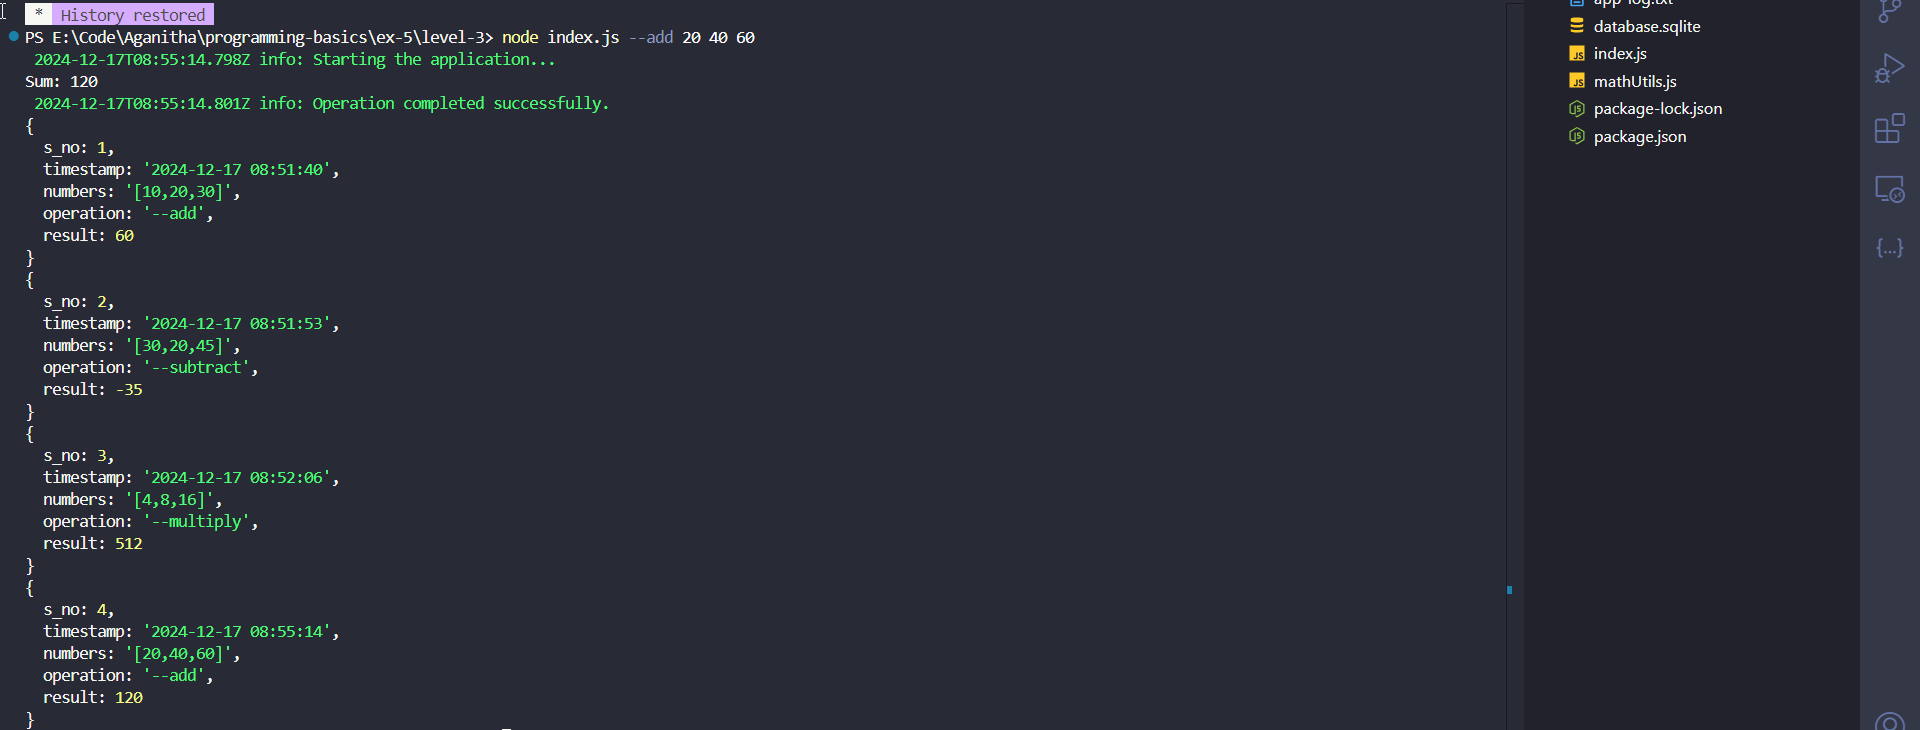 * History restored
PS E:\Code\Aganitha\programming-basics\ex-5\level-3> node index.js --add 20 40 60
2024-12-17T08:55:14.798Z info: Starting the application...
Sum: 120
2024-12-17T08:55:14.801Z info: Operation completed successfully.
{
s_no: 1,
timestamp: '2024-12-17 08:51:40',
numbers: '[10,20,30]',
operation: '--add',
result: 60
}
{
s_no: 2,
timestamp: '2024-12-17 08:51:53',
numbers: '[30,20,45]',
operation: '--subtract',
result: -35
}
{
s_no: 3,
timestamp: '2024-12-17 08:52:06',
numbers: '[4,8,16]',
operation: '--multiply',
result: 512
}
{
s_no: 4,
timestamp: '2024-12-17 08:55:14',
numbers: '[20,40,60]',
operation: '--add',
result: 120
}
app-log.txt
database.sqlite
JS index.js
JS mathUtils.js
package-lock.json
package.json
{...}